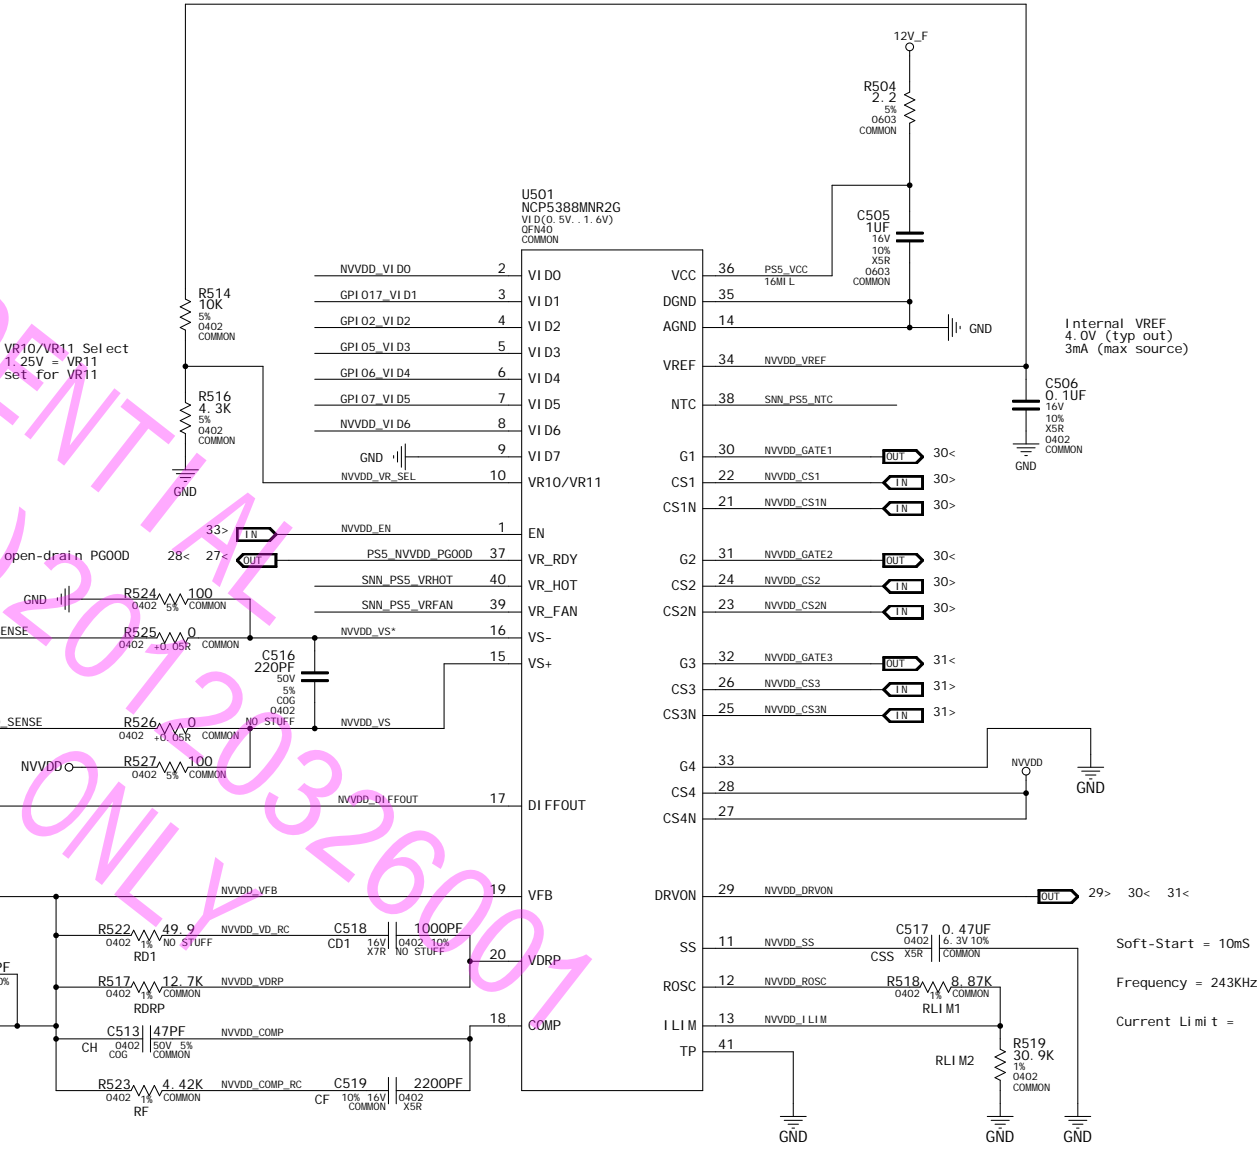 12V_F
R504
2.2
5%
0603
COMMON
U501
NCP5388MNR2G
VID(0.5V..1.6V)
QFN40
COMMON
C505
1UF
16V
10%
X5R
0603
COMMON
NVVDD_VID0 2 VID0
GPIO17_VID1 3 VID1
GPIO2_VID2 4 VID2
GPIO5_VID3 5 VID3
GPIO6_VID4 6 VID4
GPIO7_VID5 7 VID5
NVVDD_VID6 8 VID6
GND 9 VID7
NVVDD_VR_SEL 10 VR10/VR11
R514
10K
5%
0402
COMMON
VR10/VR11 Select
1.25V = VR11
set for VR11
R516
4.3K
5%
0402
COMMON
GND
VCC 36 PS5_VCC
16MIL
DGND 35
AGND 14 GND
VREF 34 NVVDD_VREF
NTC 38 SNN_PS5_NTC
Internal VREF
4.0V (typ out)
3mA (max source)
C506
0.1UF
16V
10%
X5R
0402
COMMON
GND
G1 30 NVVDD_GATE1 OUT 30<
CS1 22 NVVDD_CS1 IN 30>
CS1N 21 NVVDD_CS1N IN 30>
33> IN NVVDD_EN 1 EN
open-drain PGOOD 28< 27< OUT PS5_NVVDD_PGOOD 37 VR_RDY
SNN_PS5_VRHOT 40 VR_HOT
SNN_PS5_VRFAN 39 VR_FAN
G2 31 NVVDD_GATE2 OUT 30<
CS2 24 NVVDD_CS2 IN 30>
CS2N 23 NVVDD_CS2N IN 30>
GND R524 100
0402 5% COMMON
ENSE R525 0
0402 +0.05R COMMON
NVVDD_VS* 16 VS-
15 VS+
C516
220PF
50V
5%
C0G
0402
NO STUFF
_SENSE R526 0
0402 +0.05R COMMON
NVVDD_VS
NVVDD R527 100
0402 5% COMMON
G3 32 NVVDD_GATE3 OUT 31<
CS3 26 NVVDD_CS3 IN 31>
CS3N 25 NVVDD_CS3N IN 31>
G4 33
CS4 28
CS4N 27
NVVDD
GND
NVVDD_DIFFOUT 17 DIFFOUT
NVVDD_VFB 19 VFB
DRVON 29 NVVDD_DRVON OUT 29> 30< 31<
R522 49.9
0402 1% NO STUFF
RD1
NVVDD_VD_RC
C518 1000PF
CD1 16V 0402 10%
X7R NO STUFF
20 VDRP
PF
0%
R517 12.7K
0402 1% COMMON
RDRP
NVVDD_VDRP
18 COMP
C513 47PF
CH 0402 50V 5%
C0G COMMON
NVVDD_COMP
R523 4.42K
0402 1% COMMON
RF
NVVDD_COMP_RC
C519 2200PF
CF 10% 16V 0402
COMMON X5R
SS 11 NVVDD_SS
C517 0.47UF
0402 6.3V 10%
CSS X5R COMMON
Soft-Start = 10mS
ROSC 12 NVVDD_ROSC
R518 8.87K
0402 1% COMMON
RLIM1
Frequency = 243KHz
ILIM 13 NVVDD_ILIM
Current Limit =
TP 41
RLIM2
R519
30.9K
1%
0402
COMMON
GND
GND
GND
ENTIAL
)20120326001
ONLY